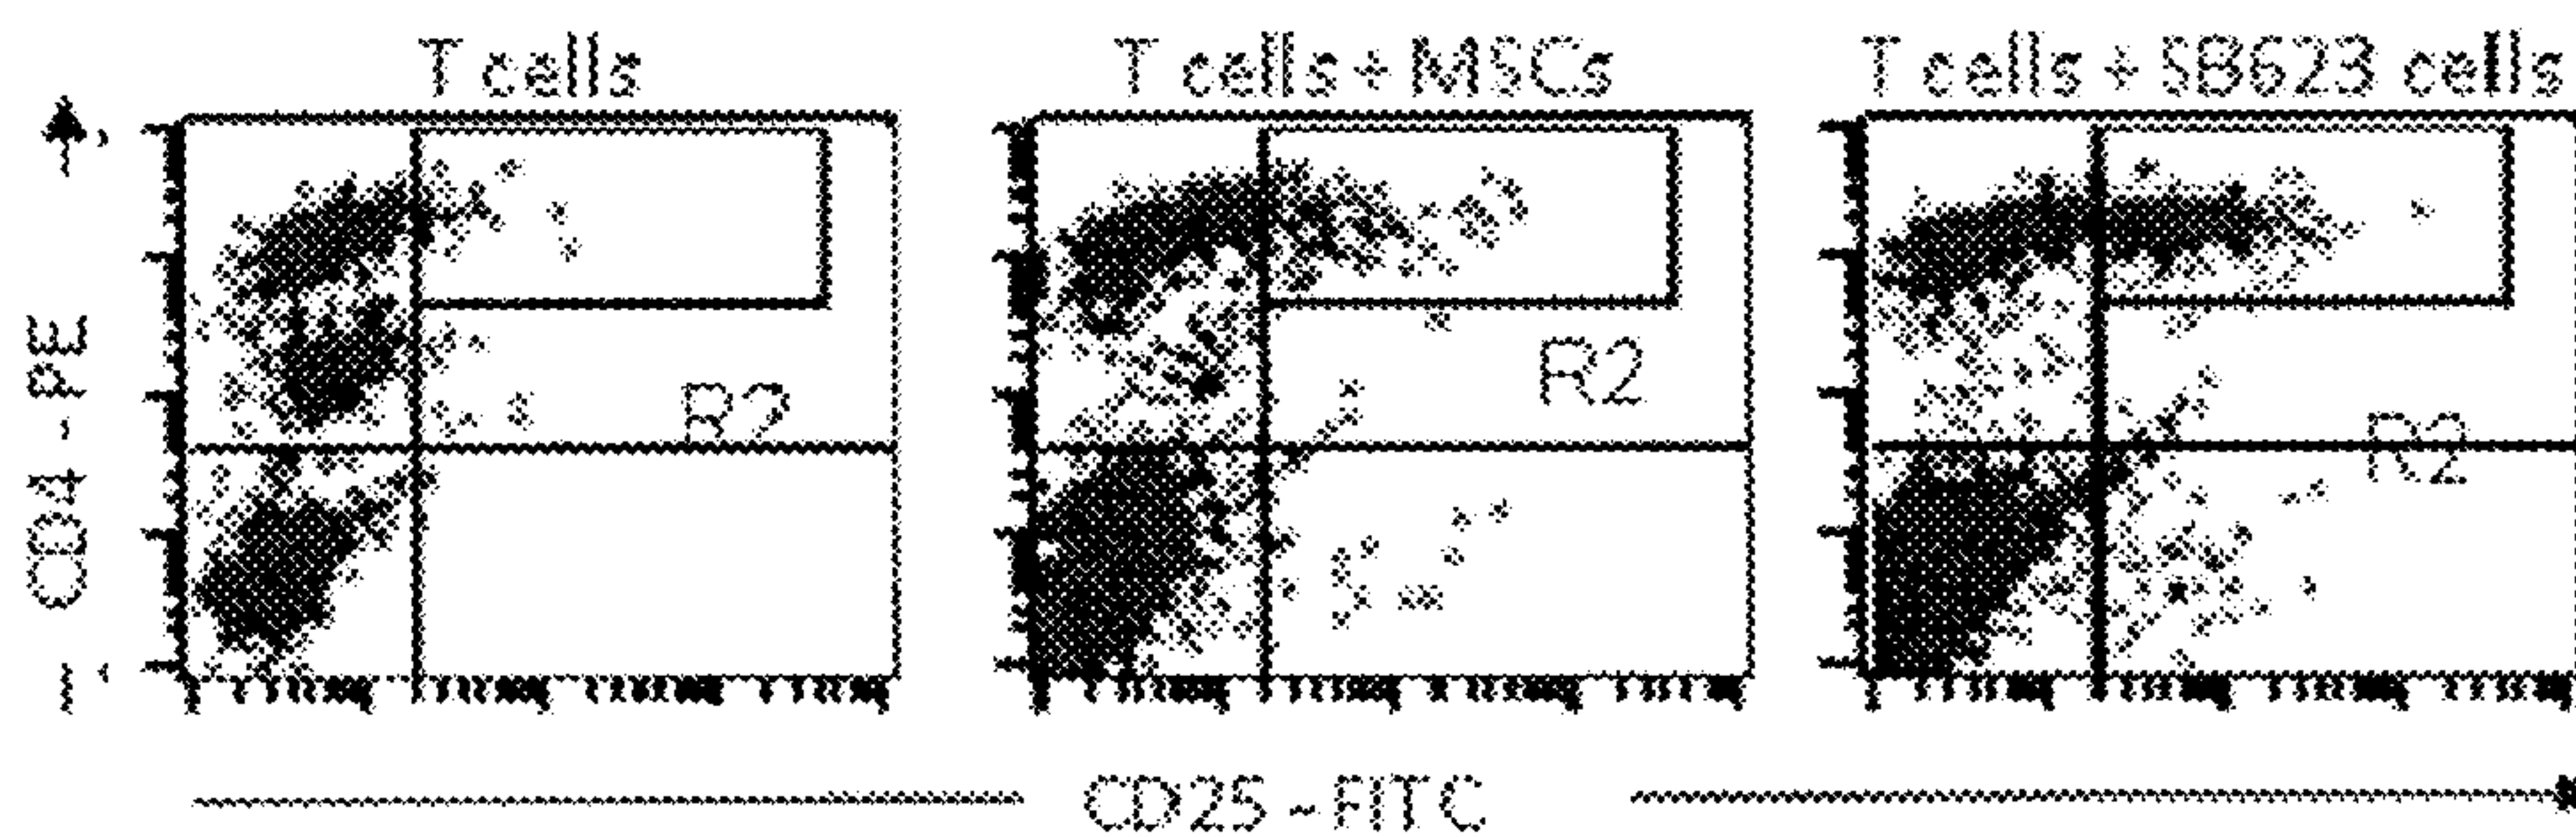 T cells
T cells + MSCs
T cells + SB623 cells
CD4 - PE
R2
R2
R2
CD25 - FITC